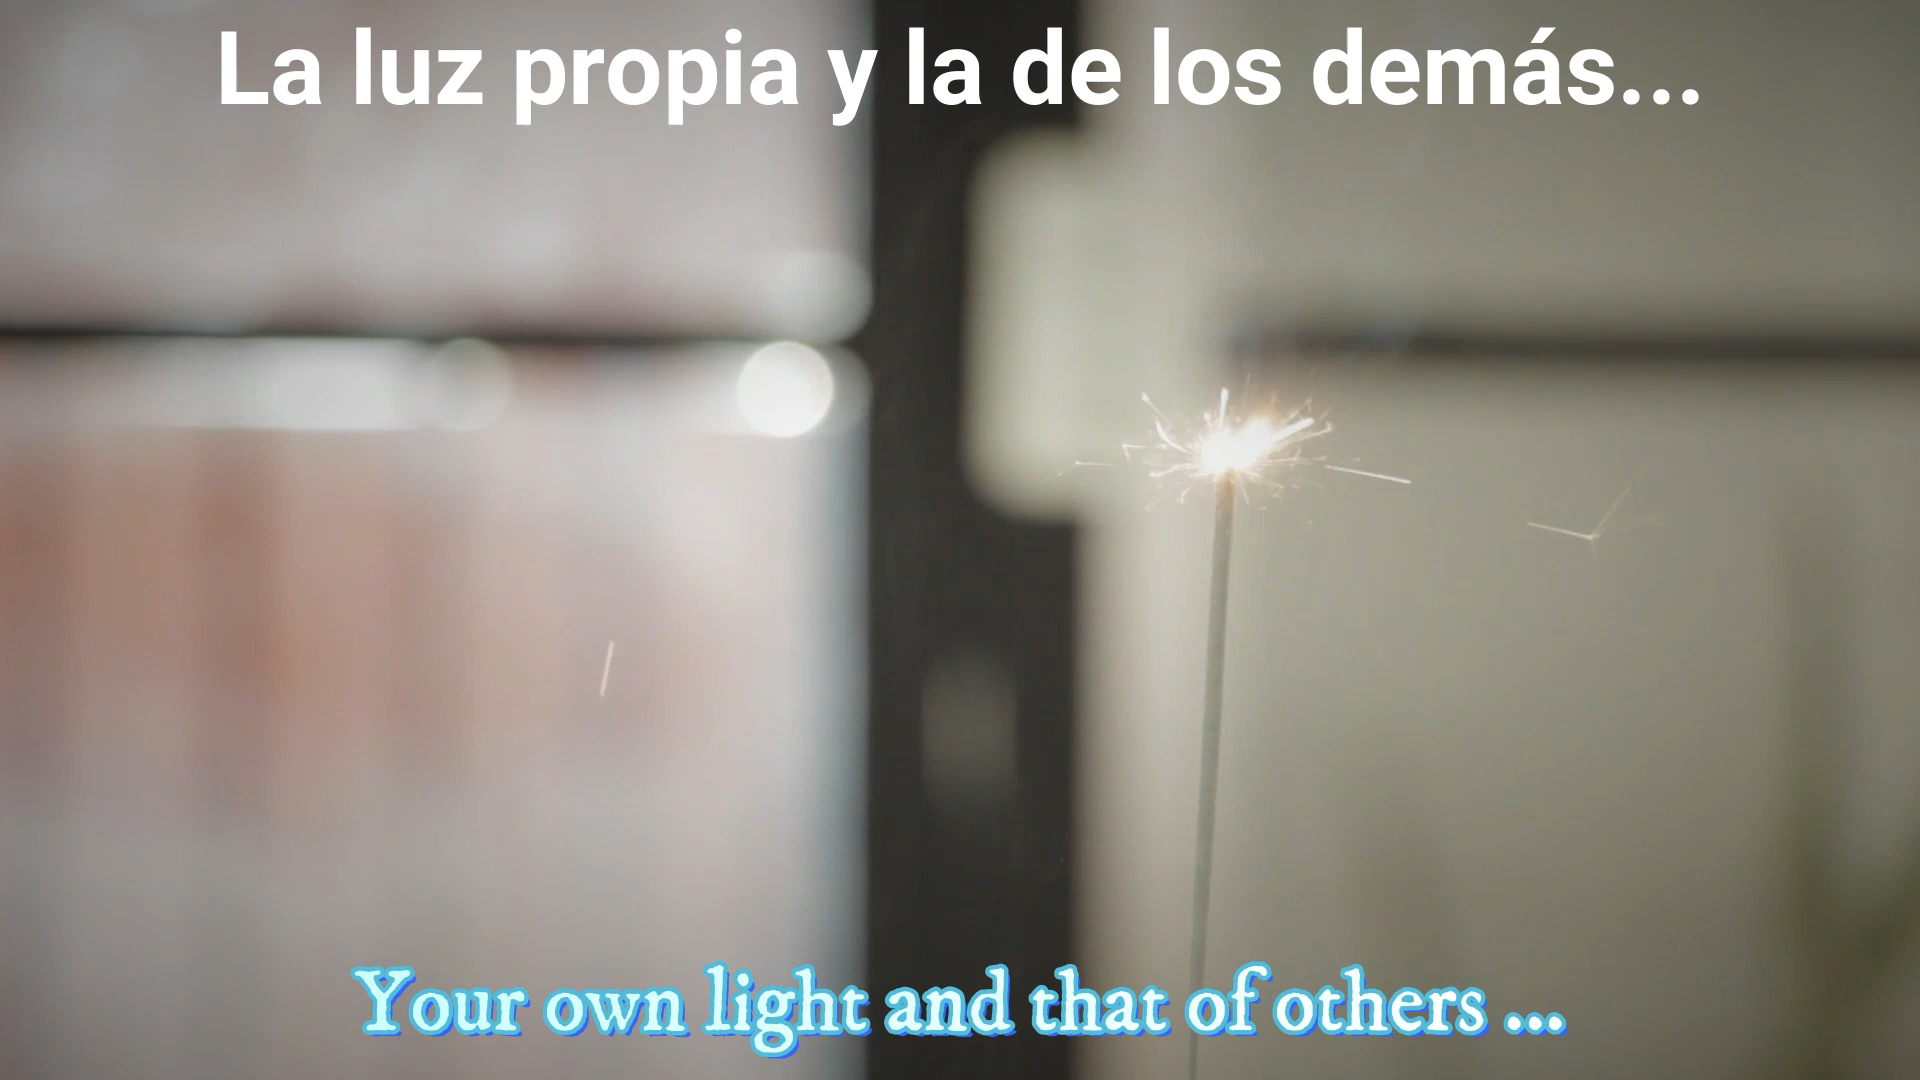 La luz propia y la de los demás...
Your own light and that of others ...